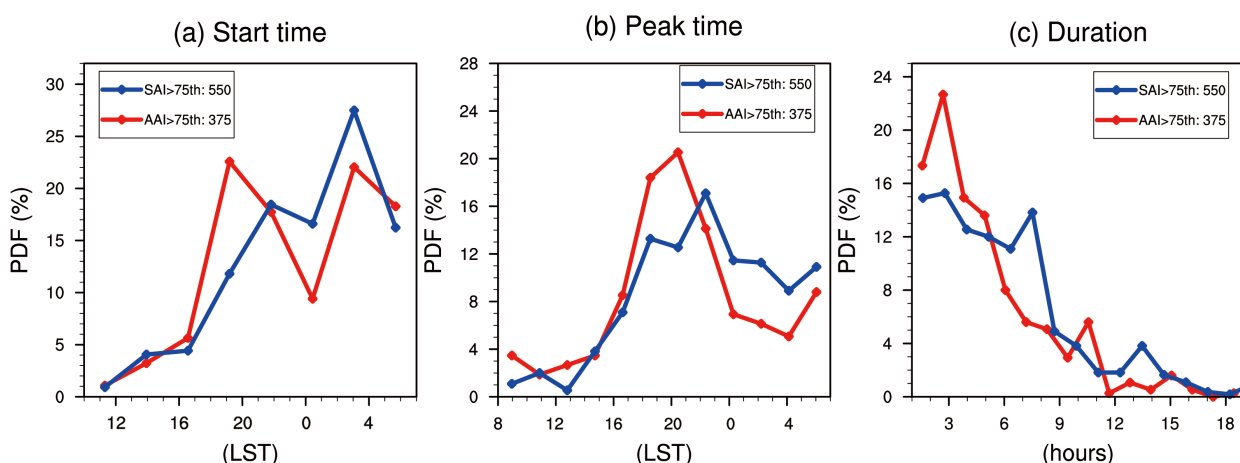 (a) Start time
PDF (%)
32
30
25
20
15
10
5
0
SAI>75th: 550
AAI>75th: 375
12 16 20 0 4
(LST)
(b) Peak time
PDF (%)
28
24
20
16
12
8
4
0
SAI>75th: 550
AAI>75th: 375
8 12 16 20 0 4
(LST)
(c) Duration
PDF (%)
24
20
16
12
8
4
0
SAI>75th: 550
AAI>75th: 375
3 6 9 12 15 18
(hours)